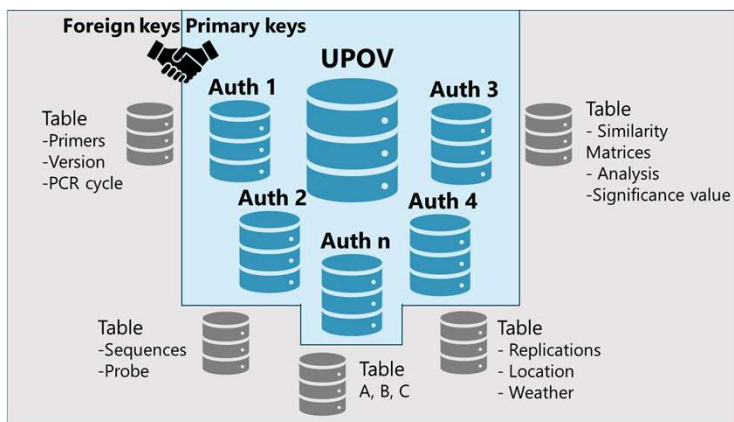 Foreign keys Primary keys
UPOV
Auth 1
Auth 3
Table
-Primers
-Version
-PCR cycle
Table
- Similarity
Matrices
- Analysis
-Significance value
Auth 2
Auth 4
Auth n
Table
-Sequences
-Probe
Table
A, B, C
Table
- Replications
- Location
- Weather